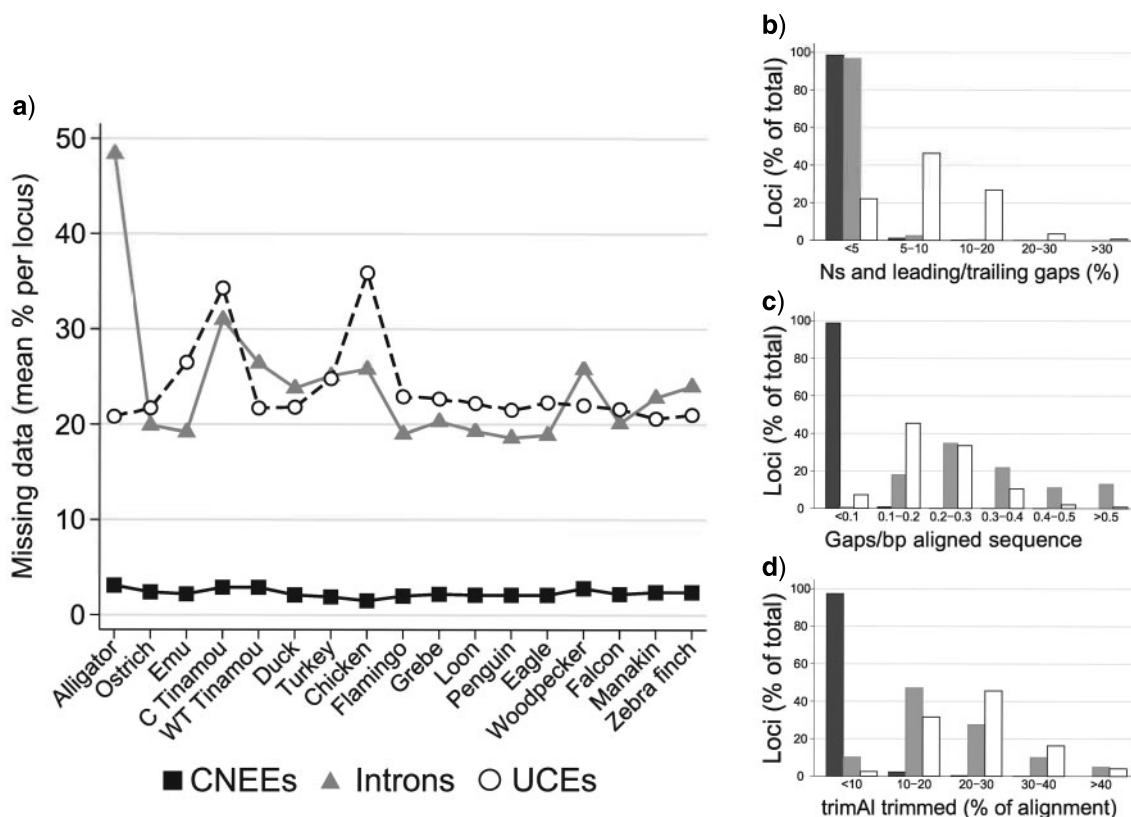 a)
Missing data (mean % per locus)
50
40
30
20
10
0
Alligator
Ostrich
Emu
C Tinamou
WT Tinamou
Duck
Turkey
Chicken
Flamingo
Grebe
Loon
Penguin
Eagle
Woodpecker
Falcon
Manakin
Zebra finch
CNEEs Introns UCEs
b)
Loci (% of total)
100
80
60
40
20
0
<5 5–10 10–20 20–30 >30
Ns and leading/trailing gaps (%)
c)
Loci (% of total)
100
80
60
40
20
0
<0.1 0.1–0.2 0.2–0.3 0.3–0.4 0.4–0.5 >0.5
Gaps/bp aligned sequence
d)
Loci (% of total)
100
80
60
40
20
0
<10 10–20 20–30 30–40 >40
trimAl trimmed (% of alignment)